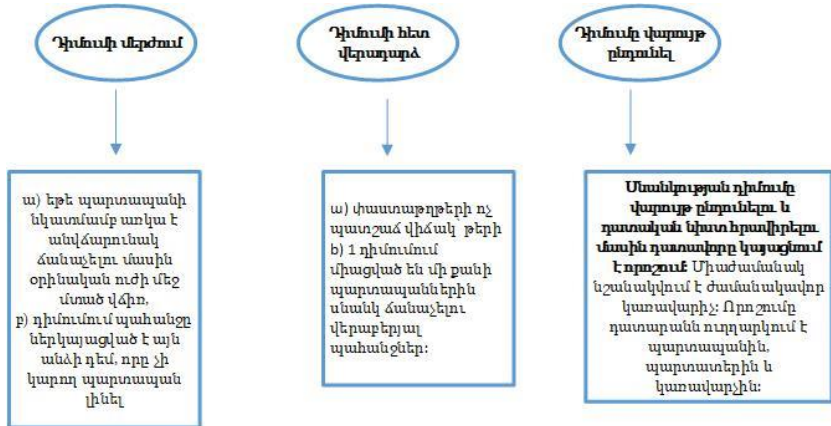 Դիմումի մերժում
Դիմումի հետ
վերադարձ
Դիմումը վարույթ
ընդունել
ա) եթե պարտապանի
նկատմամբ առկա է
անվճարունակ
ճանաչելու մասին
օրինական ուժի մեջ
մտած վճիռ,
բ) դիմումում պահանջը
ներկայացված է այն
անձի դեմ, որը չի
կարող պարտապան
լինել
ա) փաստաթղթերի ոչ
պատշաճ վիճակ՝ թերի
b) 1 դիմումում
միացված են մի քանի
պարտապաններին
սնանկ ճանաչելու
վերաբերյալ
պահանջներ:
Սնանկության դիմումը
վարույթ ընդունելու և
դատական նիստ հրավիրելու
մասին դատավորը կայացնում
է որոշում: Միաժամանակ
նշանակվում է ժամանակավոր
կառավարիչ: Որոշումը
դատարանն ուղարկում է
պարտապանին,
պարտատերին և
կառավարչին: